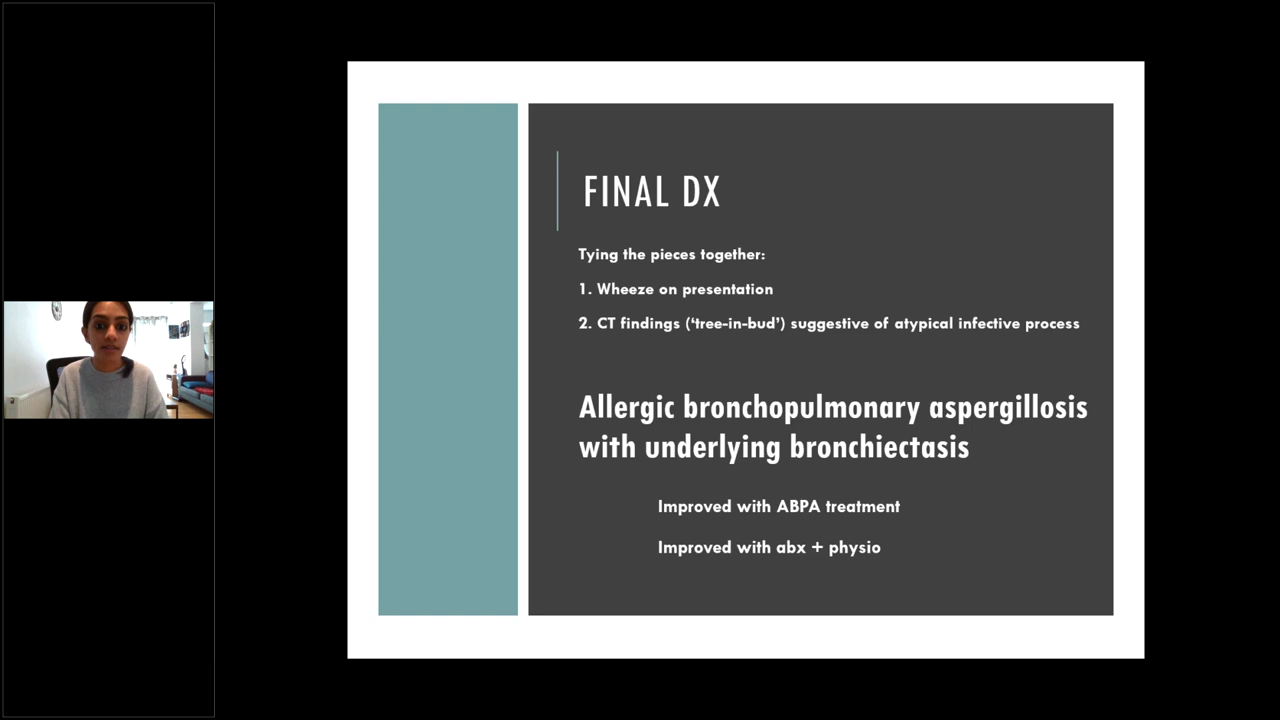 FINAL DX
Tying the pieces together:
1. Wheeze on presentation
2. CT findings (‘tree-in-bud’) suggestive of atypical infective process
Allergic bronchopulmonary aspergillosis
with underlying bronchiectasis
Improved with ABPA treatment
Improved with abx + physio